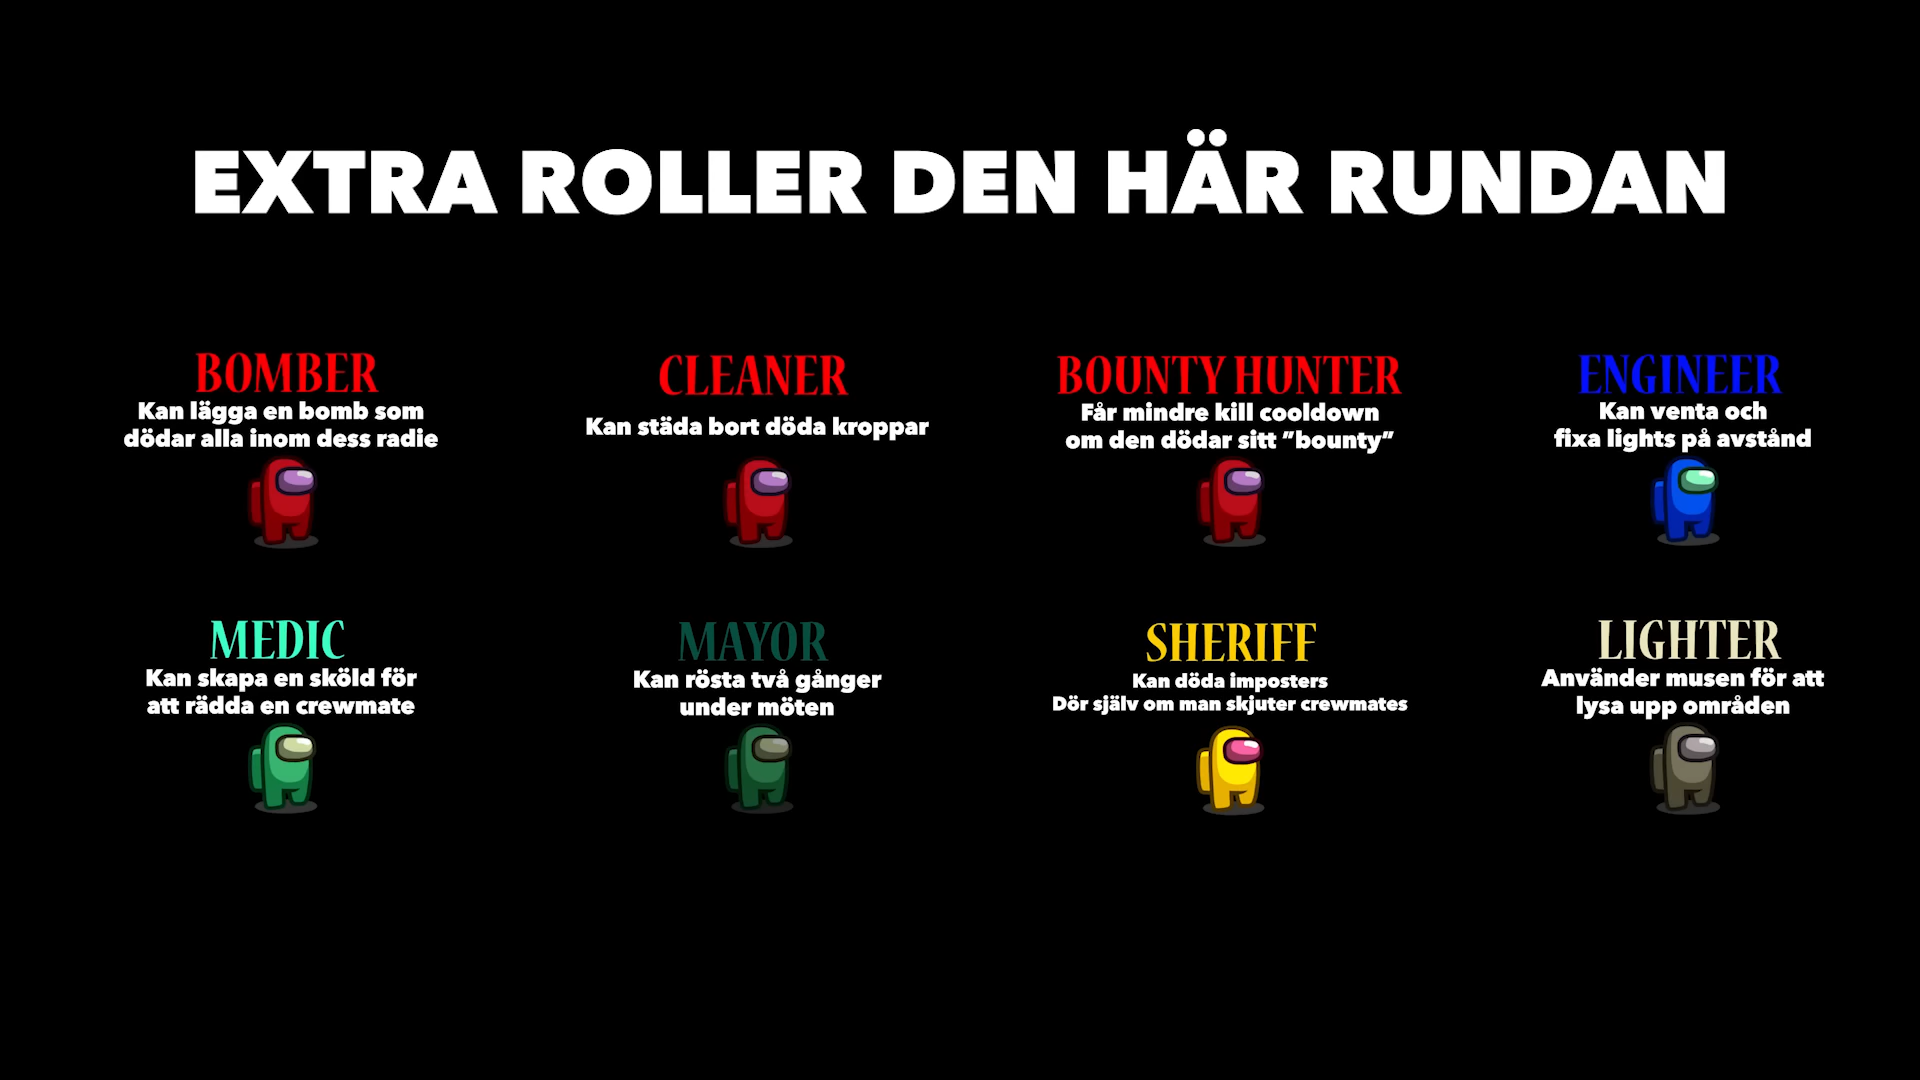 EXTRA ROLLER DEN HÄR RUNDAN
BOMBER
Kan lägga en bomb som
dödar alla inom dess radie
CLEANER
Kan städa bort döda kroppar
BOUNTY HUNTER
Får mindre kill cooldown
om den dödar sitt ”bounty”
ENGINEER
Kan venta och
fixa lights på avstånd
MEDIC
Kan skapa en sköld för
att rädda en crewmate
MAYOR
Kan rösta två gånger
under möten
SHERIFF
Kan döda imposters
Dör själv om man skjuter crewmates
LIGHTER
Använder musen för att
lysa upp områden